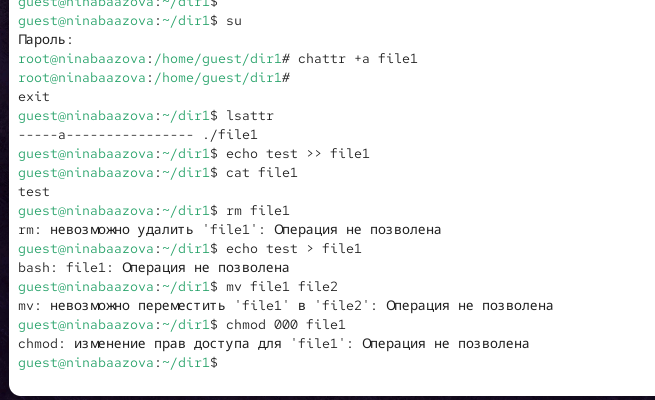 guest@ninabaazova:~/dir1$
guest@ninabaazova:~/dir1$ su
Пароль:
root@ninabaazova:/home/guest/dir1# chattr +a file1
root@ninabaazova:/home/guest/dir1#
exit
guest@ninabaazova:~/dir1$ lsattr
-----a---------------- ./file1
guest@ninabaazova:~/dir1$ echo test >> file1
guest@ninabaazova:~/dir1$ cat file1
test
guest@ninabaazova:~/dir1$ rm file1
rm: невозможно удалить 'file1': Операция не позволена
guest@ninabaazova:~/dir1$ echo test > file1
bash: file1: Операция не позволена
guest@ninabaazova:~/dir1$ mv file1 file2
mv: невозможно переместить 'file1' в 'file2': Операция не позволена
guest@ninabaazova:~/dir1$ chmod 000 file1
chmod: изменение прав доступа для 'file1': Операция не позволена
guest@ninabaazova:~/dir1$